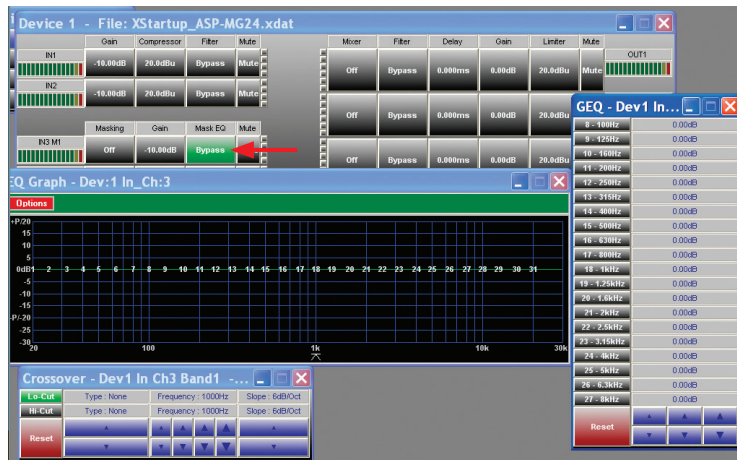 Device 1 - File: XStartup_ASP-MG24.xdat
Gain Compressor Filter Mute Mixer Filter Delay Gain Limiter Mute
IN1 -10.00dB 20.0dBu Bypass Mute Off Bypass 0.000ms 0.00dB 20.0dBu Mute OUT1
IN2 -10.00dB 20.0dBu Bypass Mute
Off Bypass 0.000ms 0.00dB 20.0dBu
Masking Gain Mask EQ Mute
IN3 M1 Off -10.00dB Bypass
Off Bypass 0.000ms 0.00dB 20.0dBu
GEQ - Dev1 In...
8 - 100Hz 0.00dB
9 - 125Hz 0.00dB
10 - 160Hz 0.00dB
11 - 200Hz 0.00dB
12 - 250Hz 0.00dB
13 - 315Hz 0.00dB
14 - 400Hz 0.00dB
15 - 500Hz 0.00dB
16 - 630Hz 0.00dB
17 - 800Hz 0.00dB
18 - 1kHz 0.00dB
19 - 1.25kHz 0.00dB
20 - 1.6kHz 0.00dB
21 - 2kHz 0.00dB
22 - 2.5kHz 0.00dB
23 - 3.15kHz 0.00dB
24 - 4kHz 0.00dB
25 - 5kHz 0.00dB
26 - 6.3kHz 0.00dB
27 - 8kHz 0.00dB
Reset
EQ Graph - Dev:1 In_Ch:3
Options
+P/20
15
10
5
0dB1 2 3 4 5 6 7 8 9 10 11 12 13 14 15 16 17 18 19 20 21 22 23 24 25 26 27 28 29 30 31
-5
-10
-15
-P/-20
-25
-30
20 100 1k 10k 30k
Crossover - Dev1 In Ch3 Band1 -...
Lo-Cut Type : None Frequency : 1000Hz Slope : 6dB/Oct
Hi-Cut Type : None Frequency : 1000Hz Slope : 6dB/Oct
Reset